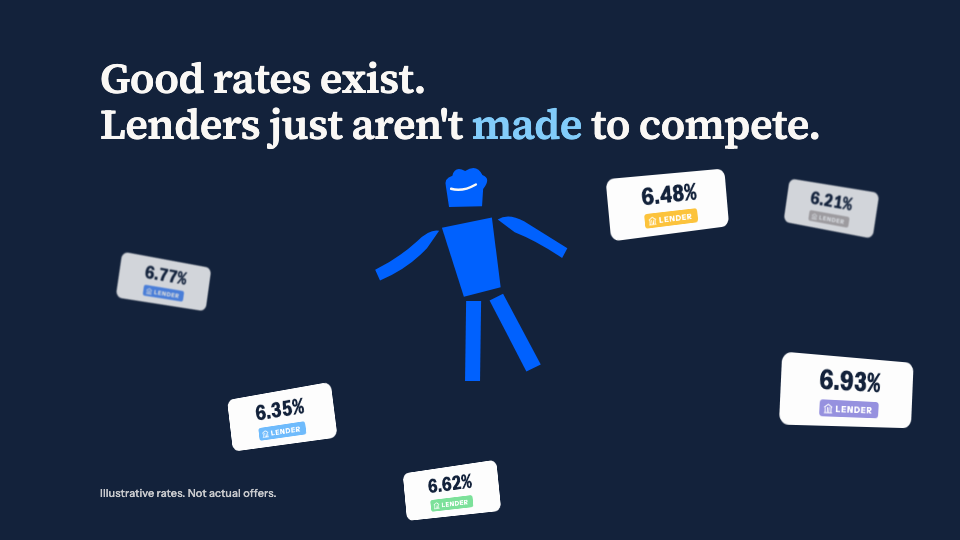 Good rates exist.
Lenders just aren't made to compete.
6.48%
LENDER
6.21%
LENDER
6.77%
LENDER
6.93%
LENDER
6.35%
LENDER
6.62%
LENDER
Illustrative rates. Not actual offers.